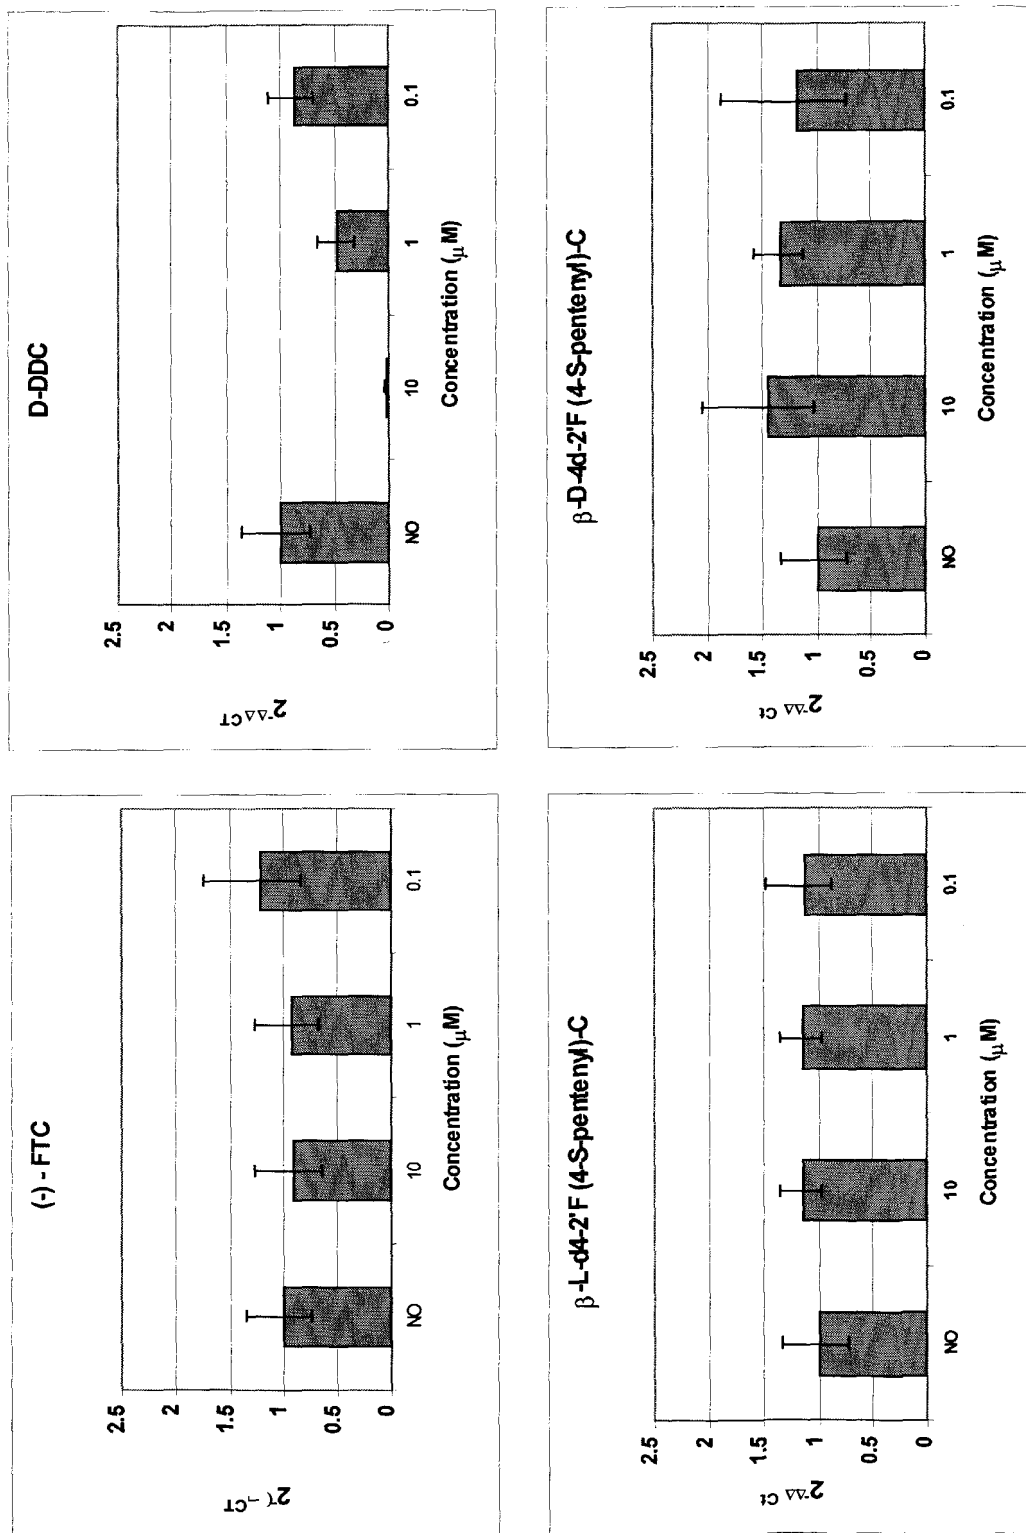 (-) - FTC
2.5
2
1.5
1
0.5
0
NO
10
1
0.1
Concentration (μM)
D-DDC
2.5
2
1.5
1
0.5
0
2^-ΔΔCT
NO
10
1
0.1
Concentration (μM)
β-L-d4-2'F (4-S-pentenyl)-C
2.5
2
1.5
1
0.5
0
2^-ΔΔ Ct
NO
10
1
0.1
Concentration (μM)
β-D-4d-2'F (4-S-pentenyl)-C
2.5
2
1.5
1
0.5
0
2^-ΔΔ Ct
NO
10
1
0.1
Concentration (μM)